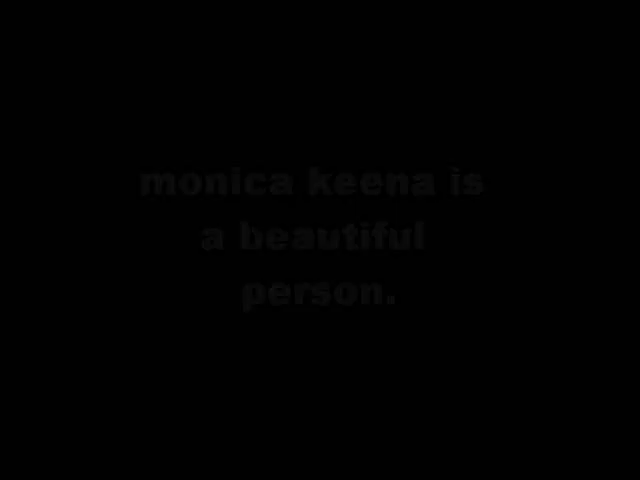 monica keena is
a beautiful
person.